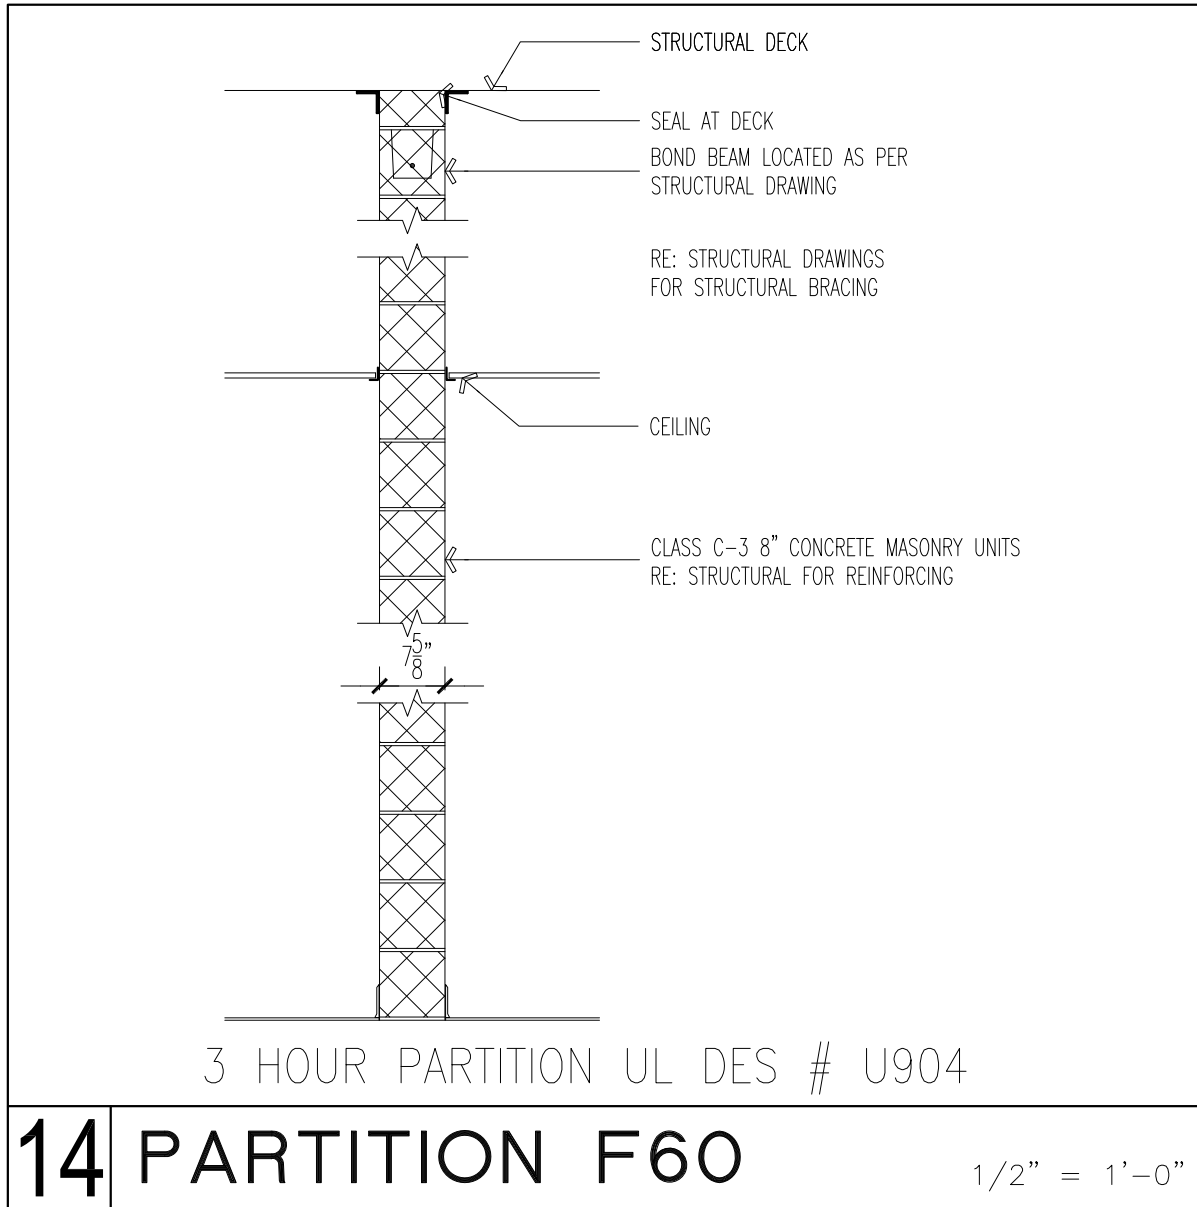 STRUCTURAL DECK
SEAL AT DECK
BOND BEAM LOCATED AS PER
STRUCTURAL DRAWING
RE: STRUCTURAL DRAWINGS
FOR STRUCTURAL BRACING
CEILING
CLASS C-3 8" CONCRETE MASONRY UNITS
RE: STRUCTURAL FOR REINFORCING
7 5/8"
3 HOUR PARTITION UL DES # U904
14 PARTITION F60
1/2" = 1'-0"